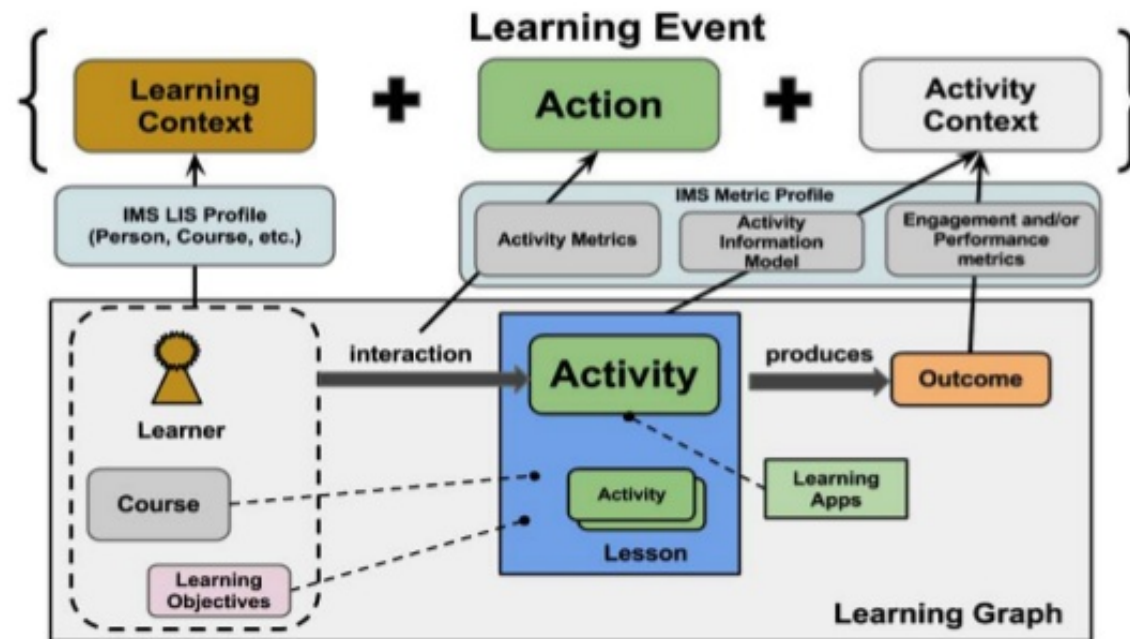 Learning Event
Learning
Context
Action
Activity
Context
IMS LIS Profile
(Person, Course, etc.)
IMS Metric Profile
Activity Metrics
Activity
Information
Model
Engagement and/or
Performance
metrics
Learner
interaction
Activity
produces
Outcome
Course
Learning
Objectives
Activity
Lesson
Learning
Apps
Learning Graph